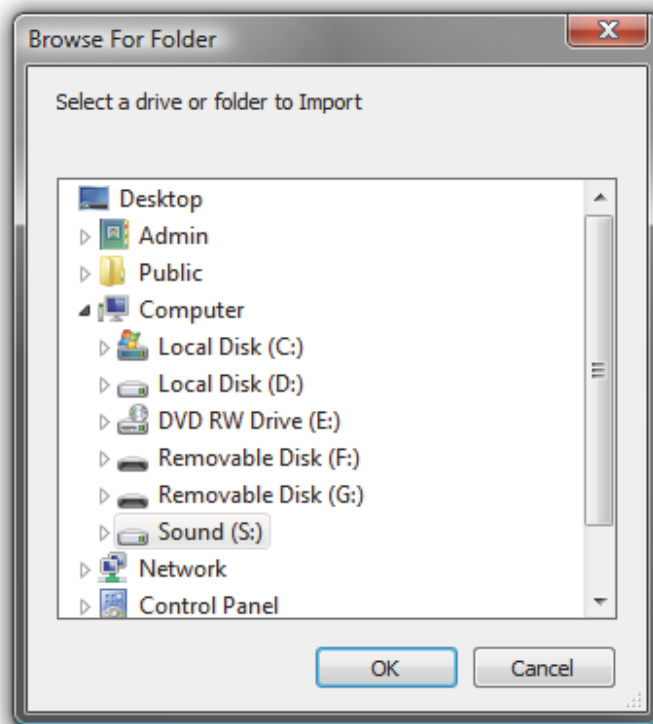 Browse For Folder
Select a drive or folder to Import
Desktop
Admin
Public
Computer
Local Disk (C:)
Local Disk (D:)
DVD RW Drive (E:)
Removable Disk (F:)
Removable Disk (G:)
Sound (S:)
Network
Control Panel
OK Cancel